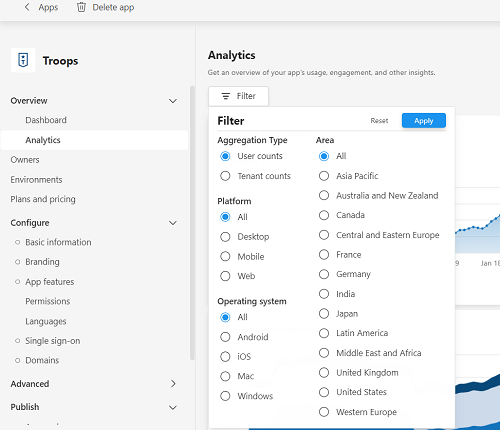 Apps
Delete app
Troops
Overview
Dashboard
Analytics
Owners
Environments
Plans and pricing
Configure
Basic information
Branding
App features
Permissions
Languages
Single sign-on
Domains
Advanced
Publish
Analytics
Get an overview of your app's usage, engagement, and other insights.
Filter
Filter
Reset
Apply
Aggregation Type
User counts
Tenant counts
Platform
All
Desktop
Mobile
Web
Operating system
All
Android
iOS
Mac
Windows
Area
All
Asia Pacific
Australia and New Zealand
Canada
Central and Eastern Europe
France
Germany
India
Japan
Latin America
Middle East and Africa
United Kingdom
United States
Western Europe
Jan 18